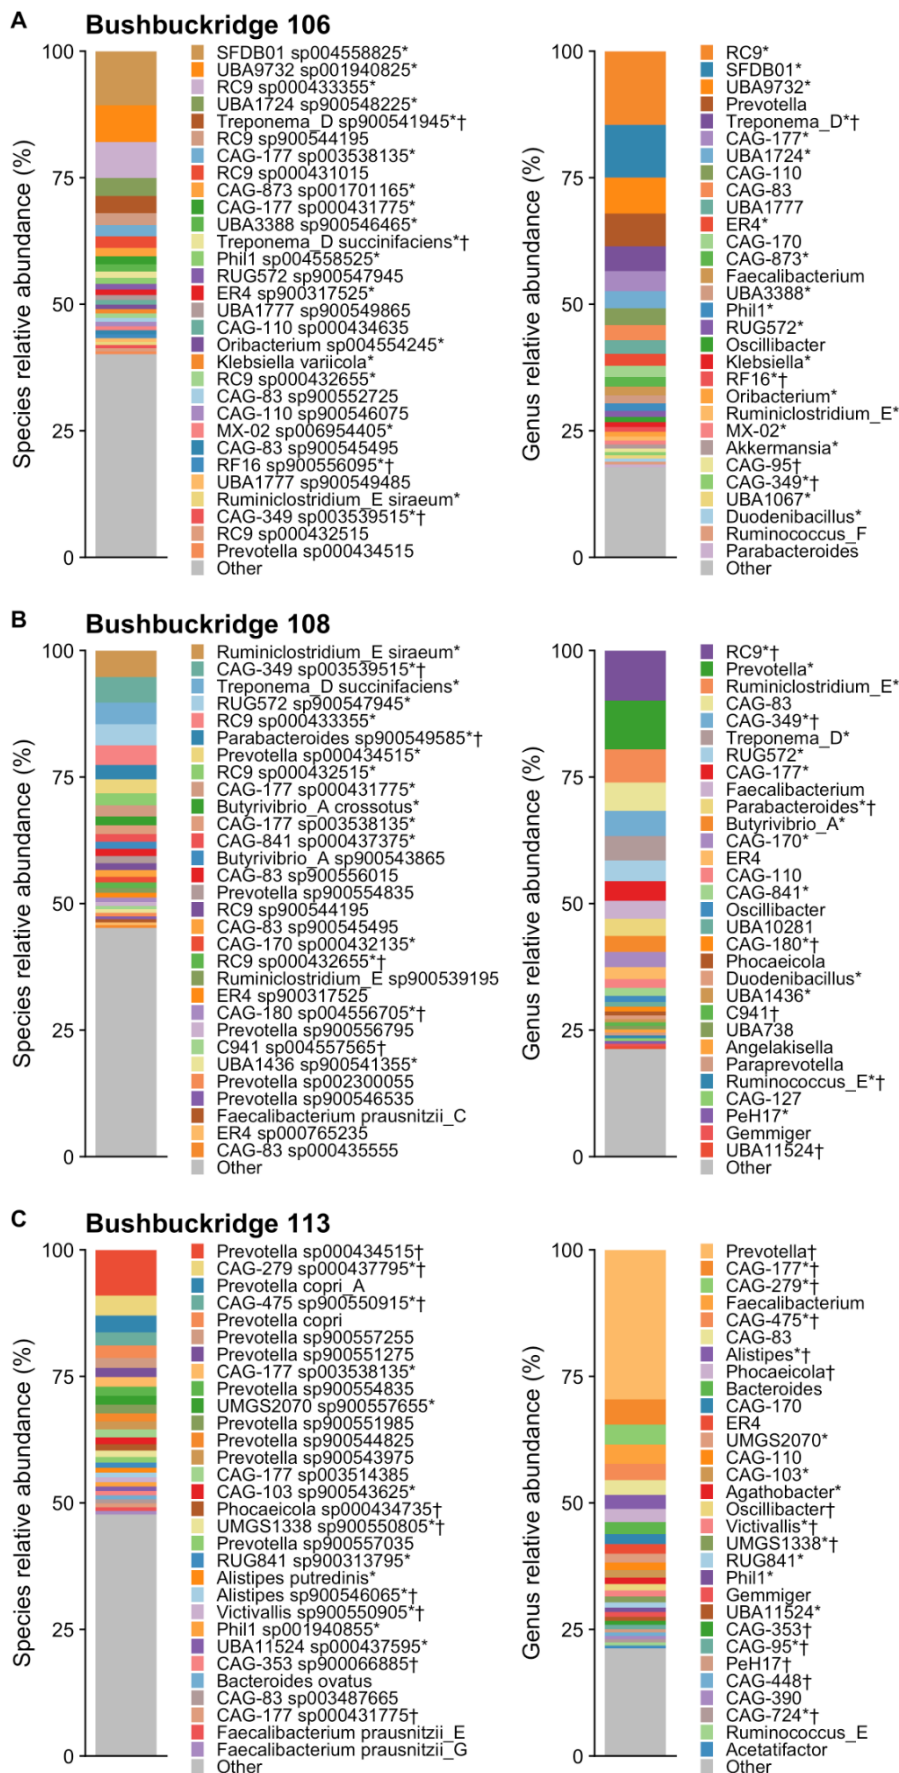 A
Bushbuckridge 106
Species relative abundance (%)
100
75
50
25
0
SFDB01 sp004558825*
UBA9732 sp001940825*
RC9 sp000433355*
UBA1724 sp900548225*
Treponema_D sp900541945*†
RC9 sp900544195
CAG-177 sp003538135*
RC9 sp000431015
CAG-873 sp001701165*
CAG-177 sp000431775*
UBA3388 sp900546465*
Treponema_D succinifaciens*†
Phil1 sp004558525*
RUG572 sp900547945
ER4 sp900317525*
UBA1777 sp900549865
CAG-110 sp000434635
Oribacterium sp004554245*
Klebsiella variicola*
RC9 sp000432655*
CAG-83 sp900552725
CAG-110 sp900546075
MX-02 sp006954405*
CAG-83 sp900545495
RF16 sp900556095*†
UBA1777 sp900549485
Ruminiclostridium_E siraeum*
CAG-349 sp003539515*†
RC9 sp000432515
Prevotella sp000434515
Other
Genus relative abundance (%)
100
75
50
25
0
RC9*
SFDB01*
UBA9732*
Prevotella
Treponema_D*†
CAG-177*
UBA1724*
CAG-110
CAG-83
UBA1777
ER4*
CAG-170
CAG-873*
Faecalibacterium
UBA3388*
Phil1*
RUG572*
Oscillibacter
Klebsiella*
RF16*†
Oribacterium*
Ruminiclostridium_E*
MX-02*
Akkermansia*
CAG-95†
CAG-349*†
UBA1067*
Duodenibacillus*
Ruminococcus_F
Parabacteroides
Other
B
Bushbuckridge 108
Species relative abundance (%)
100
75
50
25
0
Ruminiclostridium_E siraeum*
CAG-349 sp003539515*†
Treponema_D succinifaciens*
RUG572 sp900547945*
RC9 sp000433355*
Parabacteroides sp900549585*†
Prevotella sp000434515*
RC9 sp000432515*
CAG-177 sp000431775*
Butyrivibrio_A crossotus*
CAG-177 sp003538135*
CAG-841 sp000437375*
Butyrivibrio_A sp900543865
CAG-83 sp900556015
Prevotella sp900554835
RC9 sp900544195
CAG-83 sp900545495
CAG-170 sp000432135*
RC9 sp000432655*†
Ruminiclostridium_E sp900539195
ER4 sp900317525
CAG-180 sp004556705*†
Prevotella sp900556795
C941 sp004557565†
UBA1436 sp900541355*
Prevotella sp002300055
Prevotella sp900546535
Faecalibacterium prausnitzii_C
ER4 sp000765235
CAG-83 sp000435555
Other
Genus relative abundance (%)
100
75
50
25
0
RC9*†
Prevotella*
Ruminiclostridium_E*
CAG-83
CAG-349*†
Treponema_D*
RUG572*
CAG-177*
Faecalibacterium
Parabacteroides*†
Butyrivibrio_A*
CAG-170*
ER4
CAG-110
CAG-841*
Oscillibacter
UBA10281
CAG-180*†
Phocaeicola
Duodenibacillus*
UBA1436*
C941†
UBA738
Angelakisella
Paraprevotella
Ruminococcus_E*†
CAG-127
PeH17*
Gemmiger
UBA11524†
Other
C
Bushbuckridge 113
Species relative abundance (%)
100
75
50
25
0
Prevotella sp000434515†
CAG-279 sp000437795*†
Prevotella copri_A
CAG-475 sp900550915*†
Prevotella copri
Prevotella sp900557255
Prevotella sp900551275
CAG-177 sp003538135*
Prevotella sp900554835
UMGS2070 sp900557655*
Prevotella sp900551985
Prevotella sp900544825
Prevotella sp900543975
CAG-177 sp003514385
CAG-103 sp900543625*
Phocaeicola sp000434735†
UMGS1338 sp900550805*†
Prevotella sp900557035
RUG841 sp900313795*
Alistipes putredinis*
Alistipes sp900546065*†
Victivallis sp900550905*†
Phil1 sp001940855*
UBA11524 sp000437595*
CAG-353 sp900066885†
Bacteroides ovatus
CAG-83 sp003487665
CAG-177 sp000431775†
Faecalibacterium prausnitzii_E
Faecalibacterium prausnitzii_G
Other
Genus relative abundance (%)
100
75
50
25
0
Prevotella†
CAG-177*†
CAG-279*†
Faecalibacterium
CAG-475*†
CAG-83
Alistipes*†
Phocaeicola†
Bacteroides
CAG-170
ER4
UMGS2070*
CAG-110
CAG-103*
Agathobacter*
Oscillibacter†
Victivallis*†
UMGS1338*†
RUG841*
Phil1*
Gemmiger
UBA11524*
CAG-353†
CAG-95*†
PeH17†
CAG-448†
CAG-390
CAG-724*†
Ruminococcus_E
Acetatifactor
Other